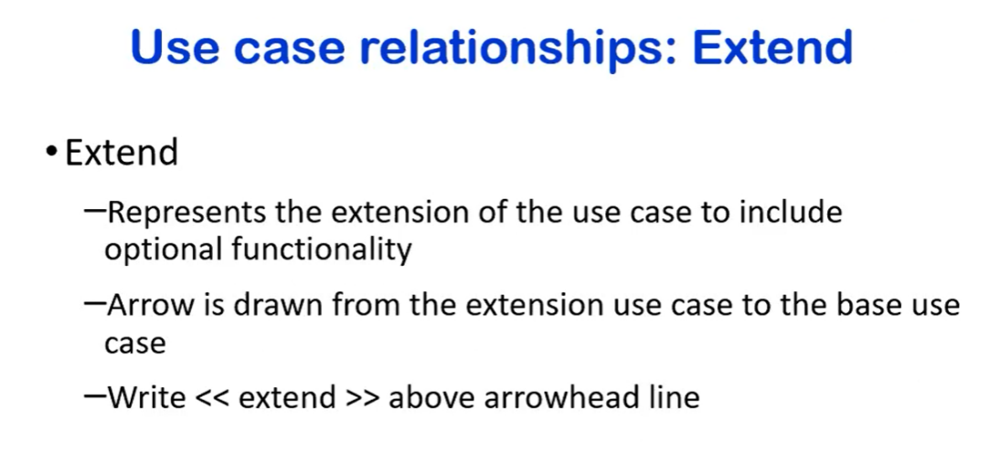 Use case relationships: Extend
•Extend
–Represents the extension of the use case to include
optional functionality
–Arrow is drawn from the extension use case to the base use
case
–Write << extend >> above arrowhead line